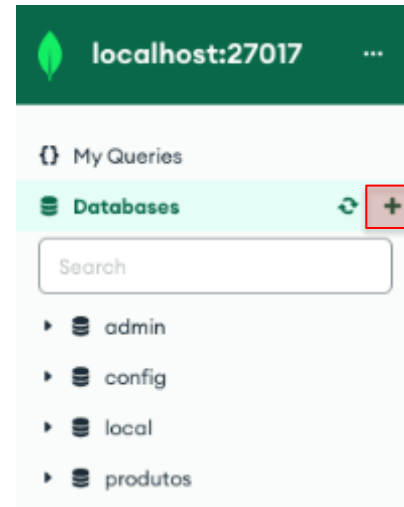 localhost:27017 ...
{} My Queries
Databases +
Search
admin
config
local
produtos